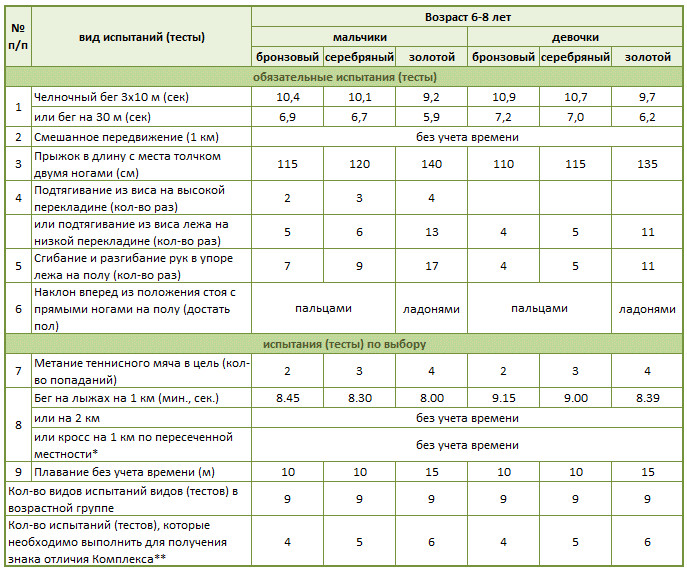 № п/п вид испытаний (тесты) Возраст 6-8 лет
мальчики девочки
бронзовый серебряный золотой бронзовый серебряный золотой
обязательные испытания (тесты)
1 Челночный бег 3х10 м (сек) 10,4 10,1 9,2 10,9 10,7 9,7
или бег на 30 м (сек) 6,9 6,7 5,9 7,2 7,0 6,2
2 Смешанное передвижение (1 км) без учета времени
3 Прыжок в длину с места толчком
двумя ногами (см) 115 120 140 110 115 135
4 Подтягивание из виса на высокой
перекладине (кол-во раз) 2 3 4
или подтягивание из виса лежа на
низкой перекладине (кол-во раз) 5 6 13 4 5 11
5 Сгибание и разгибание рук в упоре
лежа на полу (кол-во раз) 7 9 17 4 5 11
6 Наклон вперед из положения стоя с
прямыми ногами на полу (достать
пол) пальцами ладонями пальцами ладонями
испытания (тесты) по выбору
7 Метание теннисного мяча в цель (кол-
во попаданий) 2 3 4 2 3 4
8 Бег на лыжах на 1 км (мин., сек.) 8.45 8.30 8.00 9.15 9.00 8.39
или на 2 км без учета времени
или кросс на 1 км по пересеченной
местности* без учета времени
9 Плавание без учета времени (м) 10 10 15 10 10 15
Кол-во видов испытаний видов (тестов) в
возрастной группе 9 9 9 9 9 9
Кол-во испытаний (тестов), которые
необходимо выполнить для получения
знака отличия Комплекса** 4 5 6 4 5 6